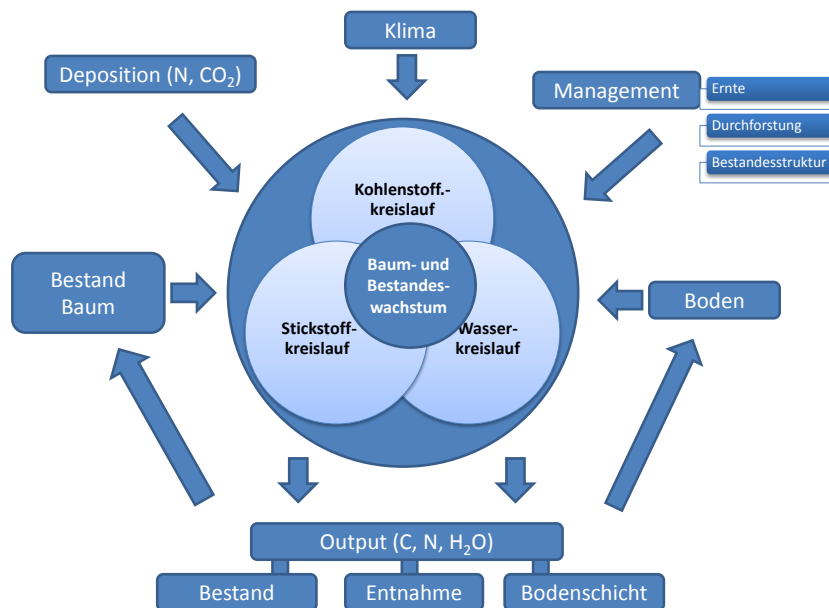 Klima
Deposition (N, CO₂)
Management
Ernte
Durchforstung
Bestandesstruktur
Kohlenstoff.-
kreislauf
Baum- und
Bestandes-
wachstum
Stickstoff-
kreislauf
Wasser-
kreislauf
Bestand
Baum
Boden
Output (C, N, H₂O)
Bestand
Entnahme
Bodenschicht